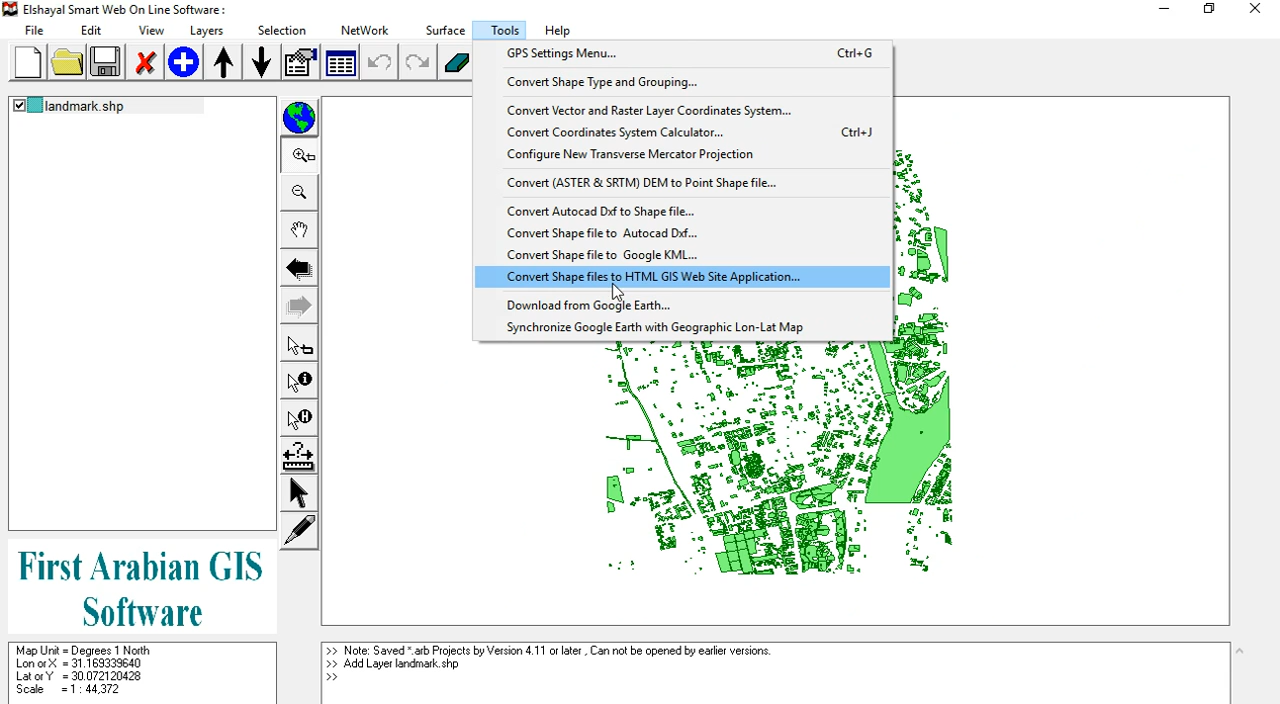 Elshayal Smart Web On Line Software :
File Edit View Layers Selection NetWork Surface Tools Help
GPS Settings Menu... Ctrl+G
Convert Shape Type and Grouping...
Convert Vector and Raster Layer Coordinates System...
Convert Coordinates System Calculator... Ctrl+J
Configure New Transverse Mercator Projection
Convert (ASTER & SRTM) DEM to Point Shape file...
Convert Autocad Dxf to Shape file...
Convert Shape file to Autocad Dxf...
Convert Shape file to Google KML...
Convert Shape files to HTML GIS Web Site Application...
Download from Google Earth...
Synchronize Google Earth with Geographic Lon-Lat Map
landmark.shp
First Arabian GIS
Software
Map Unit = Degrees 1 North
Lon or X = 31.169339640
Lat or Y = 30.072120428
Scale = 1 : 44,372
>> Note: Saved *.arb Projects by Version 4.11 or later , Can not be opened by earlier versions.
>> Add Layer landmark.shp
>>